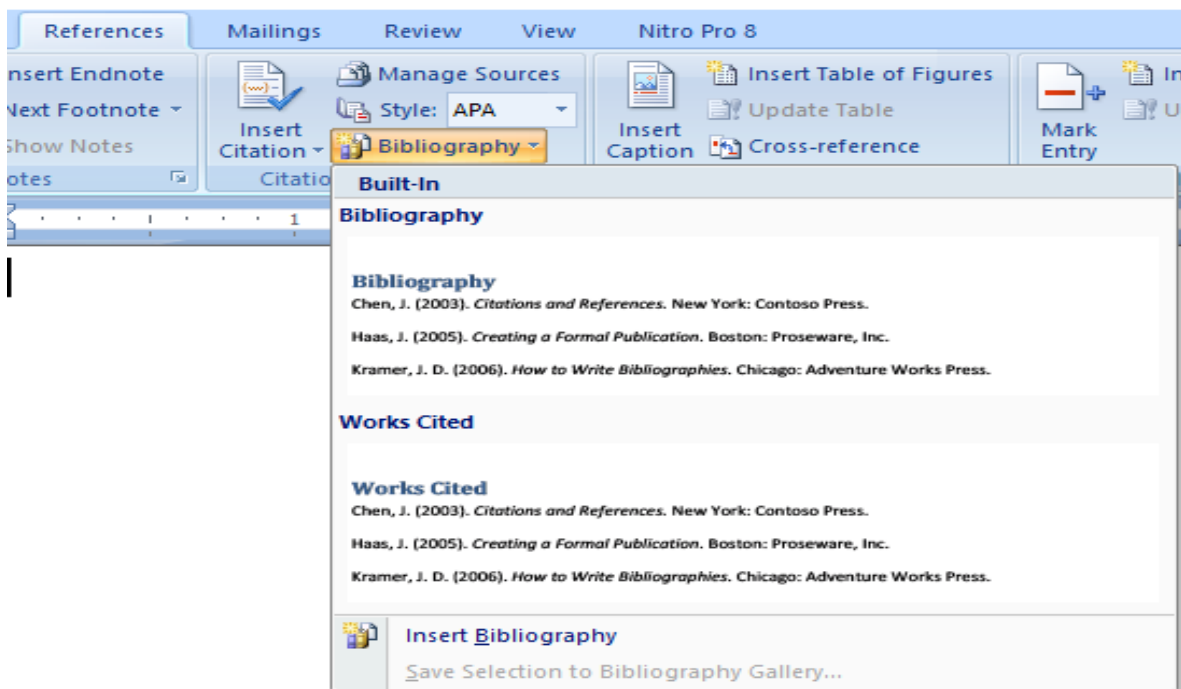 References Mailings Review View Nitro Pro 8
nsert Endnote Manage Sources Insert Table of Figures In
Next Footnote Style: APA Update Table U
Show Notes Insert Citation Bibliography Insert Caption Cross-reference Mark Entry
otes Citatio
1
Built-In
Bibliography
Bibliography
Chen, J. (2003). Citations and References. New York: Contoso Press.
Haas, J. (2005). Creating a Formal Publication. Boston: Proseware, Inc.
Kramer, J. D. (2006). How to Write Bibliographies. Chicago: Adventure Works Press.
Works Cited
Works Cited
Chen, J. (2003). Citations and References. New York: Contoso Press.
Haas, J. (2005). Creating a Formal Publication. Boston: Proseware, Inc.
Kramer, J. D. (2006). How to Write Bibliographies. Chicago: Adventure Works Press.
Insert Bibliography
Save Selection to Bibliography Gallery...